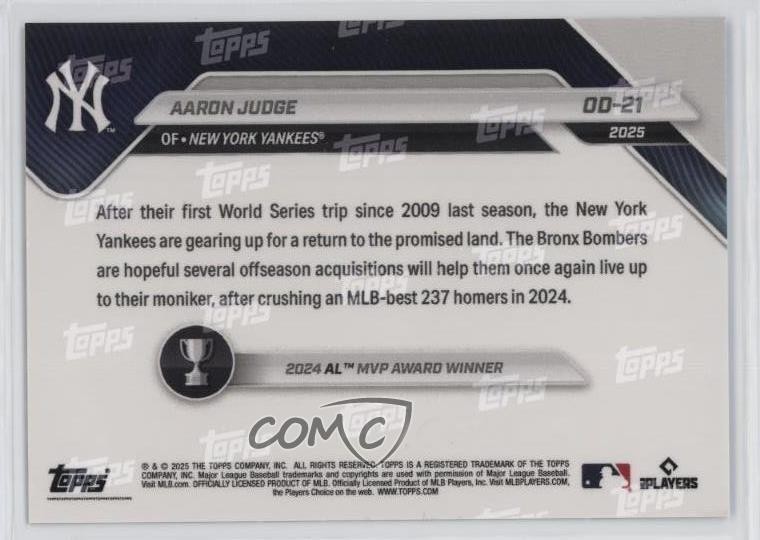 AARON JUDGE
OD-21
OF • NEW YORK YANKEES®
2025
After their first World Series trip since 2009 last season, the New York
Yankees are gearing up for a return to the promised land. The Bronx Bombers
are hopeful several offseason acquisitions will help them once again live up
to their moniker, after crushing an MLB-best 237 homers in 2024.
2024 AL™ MVP AWARD WINNER
COMC
Topps
® & © 2025 THE TOPPS COMPANY, INC. ALL RIGHTS RESERVED. TOPPS IS A REGISTERED TRADEMARK OF THE TOPPS
COMPANY, INC. Major League Baseball trademarks and copyrights are used with permission of Major League Baseball.
Visit MLB.com. OFFICIALLY LICENSED PRODUCT OF MLB. Officially Licensed Product of MLB Players, Inc. Visit MLBPLAYERS.COM,
the Players Choice on the web. WWW.TOPPS.COM
PLAYERS